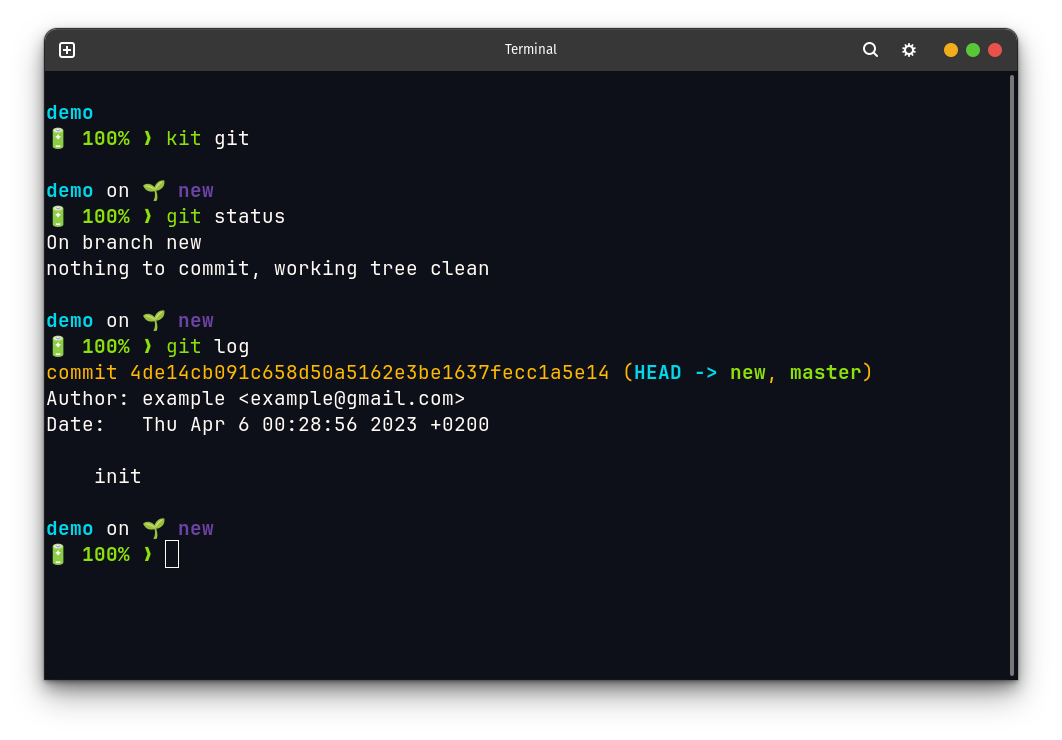 Terminal
demo
🔋 100% ❯ kit git
demo on 🌱 new
🔋 100% ❯ git status
On branch new
nothing to commit, working tree clean
demo on 🌱 new
🔋 100% ❯ git log
commit 4de14cb091c658d50a5162e3be1637fecc1a5e14 (HEAD -> new, master)
Author: example <example@gmail.com>
Date:   Thu Apr 6 00:28:56 2023 +0200
    init
demo on 🌱 new
🔋 100% ❯